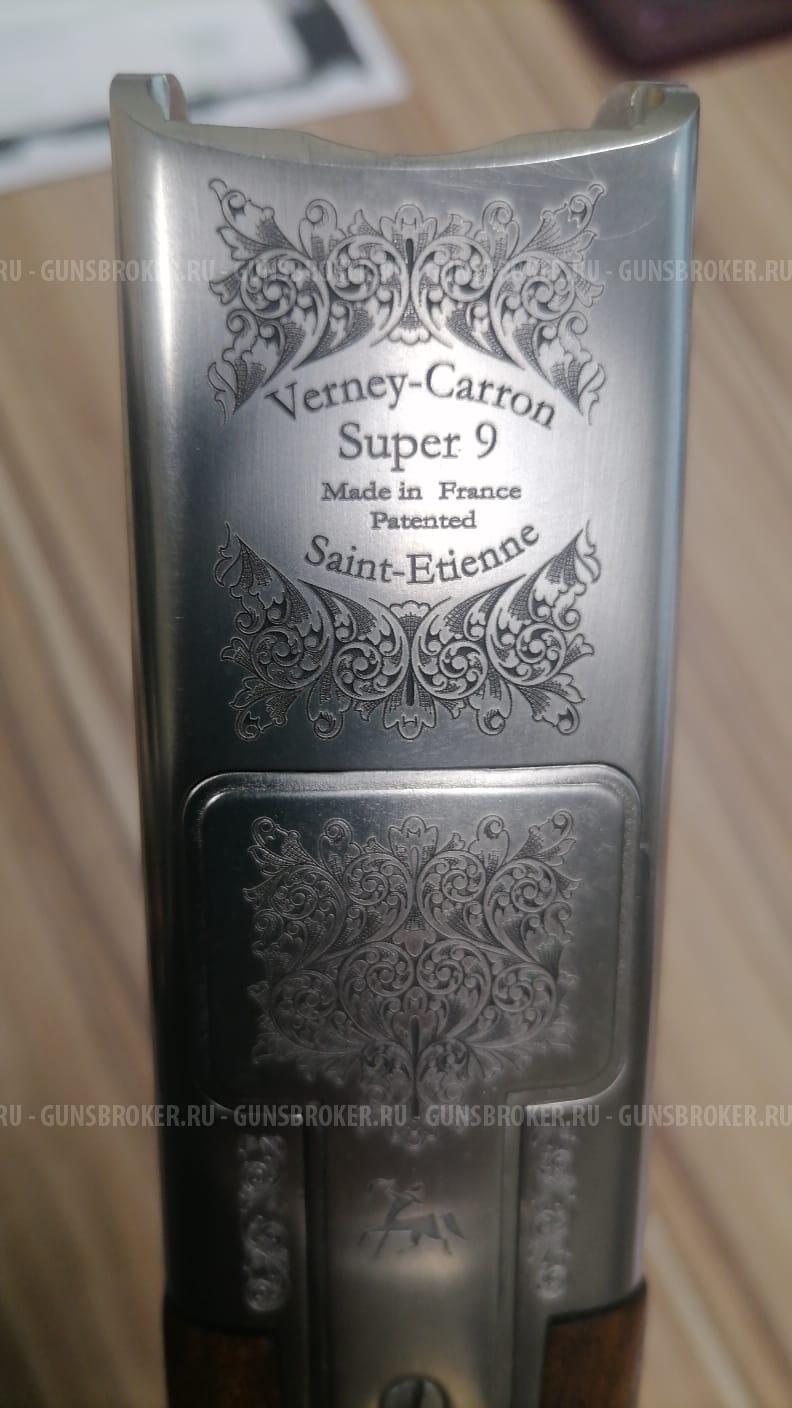 RU - GUNSBROKER.RU - GUNSBROKER.RU - GUNSBROKER.RU - GUNSBROKER.RU
Verney-Carron
Super 9
Made in France
Patented
Saint-Etienne
RU - GUNSBROKER.RU - GUNSBROKER.RU - GUNSBROKER.RU - GUNSBROKER.RU